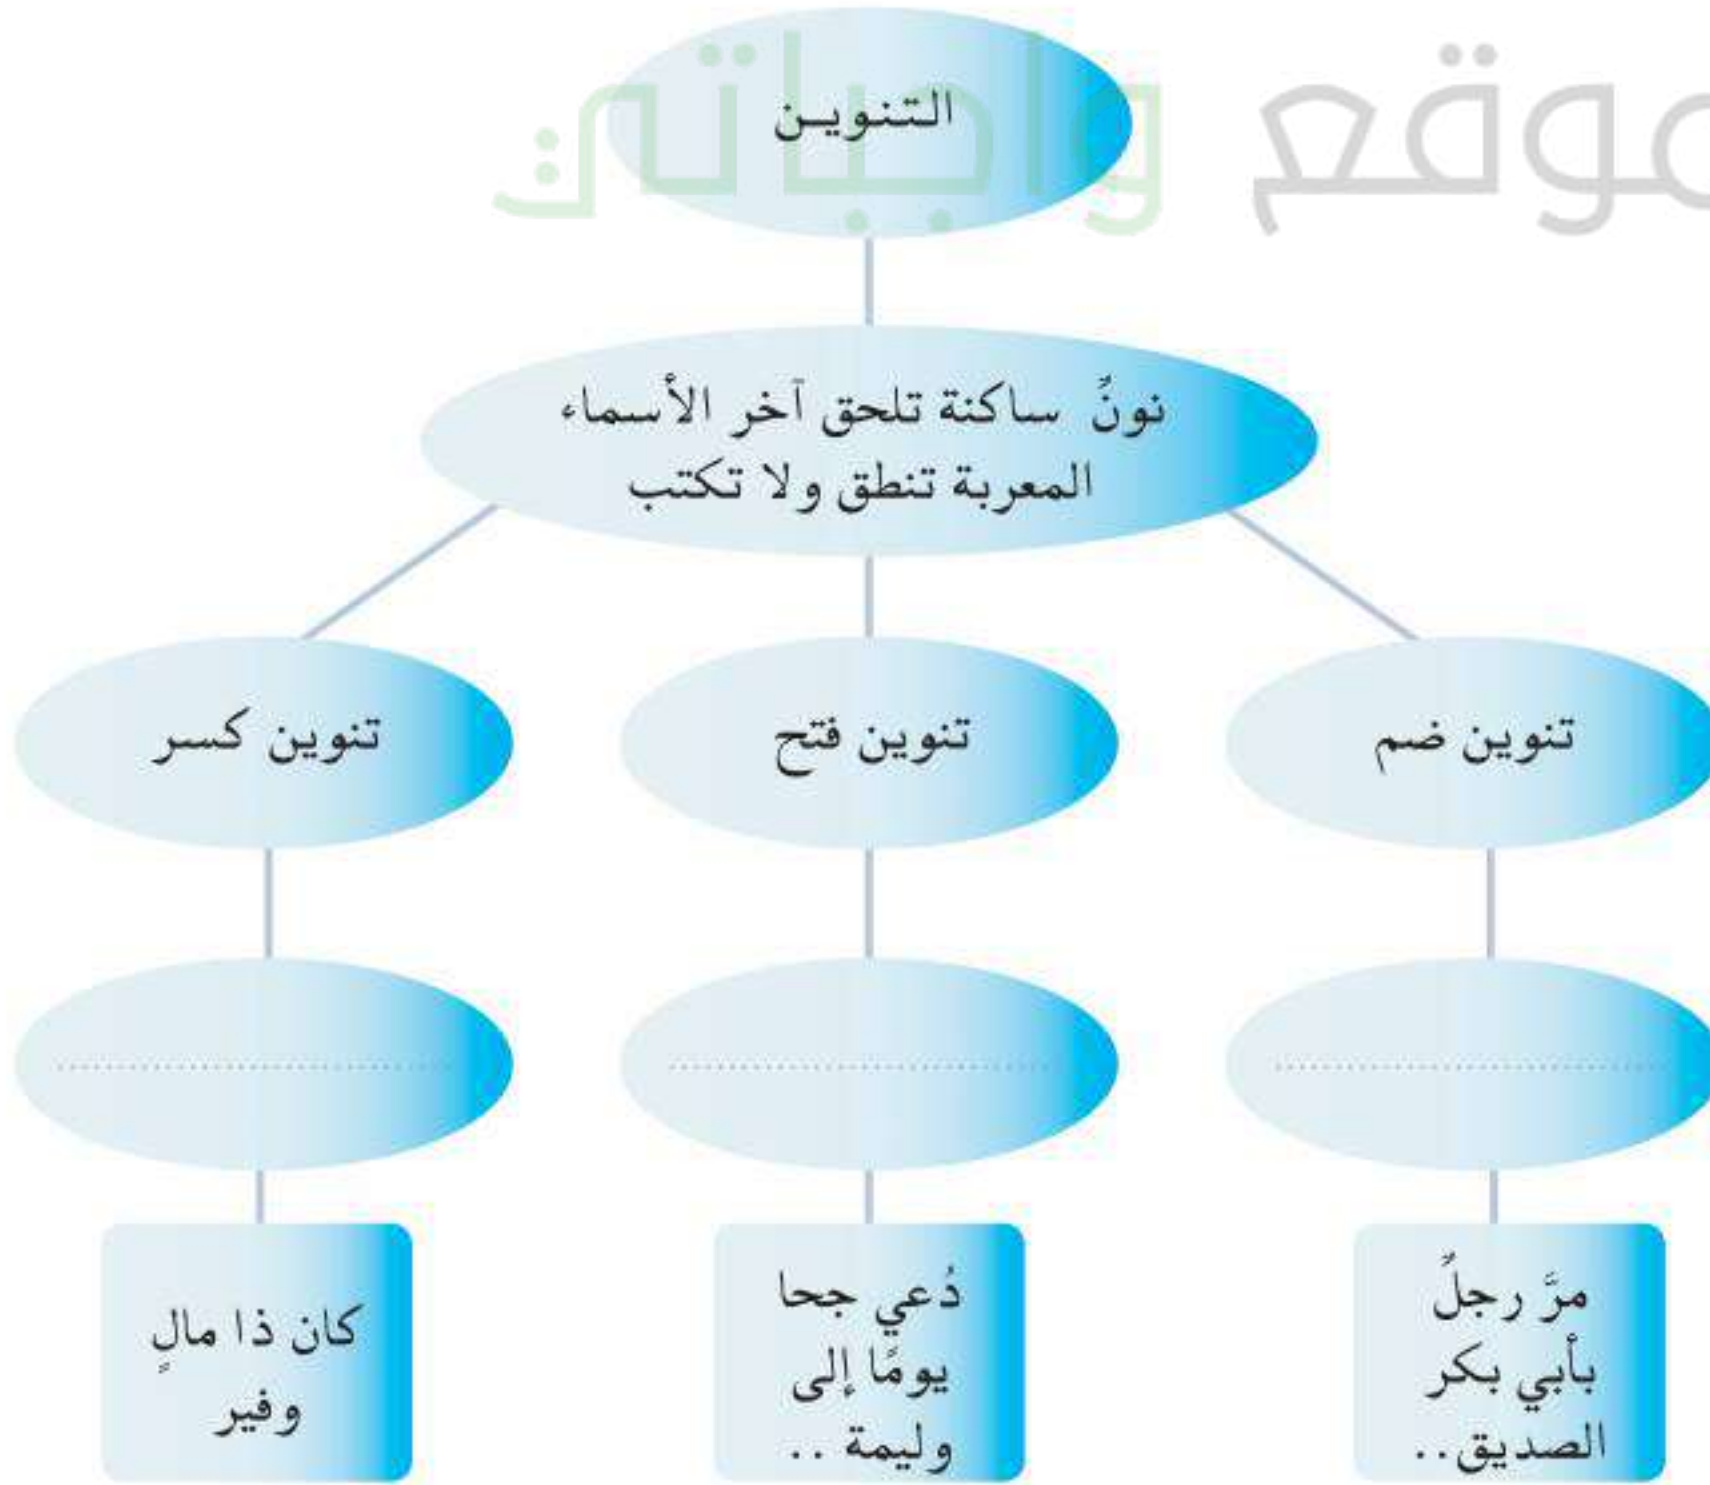 موقع واجباتي
التنويـن
نونٌ ساكنة تلحق آخر الأسماء
المعربة تنطق ولا تكتب
تنوين ضم
تنوين فتح
تنوين كسر
مرَّ رجلٌ
بأبي بكر
الصديق..
دُعي جحا
يومًا إلى
وليمة ..
كان ذا مالٍ
وفير